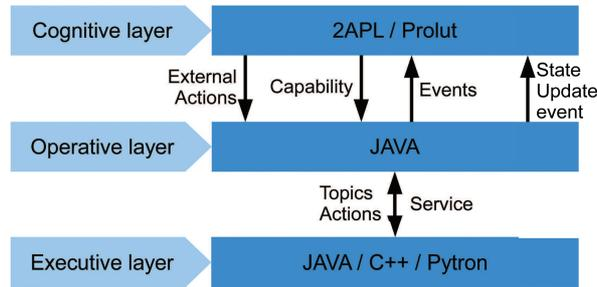 Cognitive layer
2APL / Prolut
External
Actions
Capability
Events
State
Update
event
Operative layer
JAVA
Topics
Actions
Service
Executive layer
JAVA / C++ / Pytron